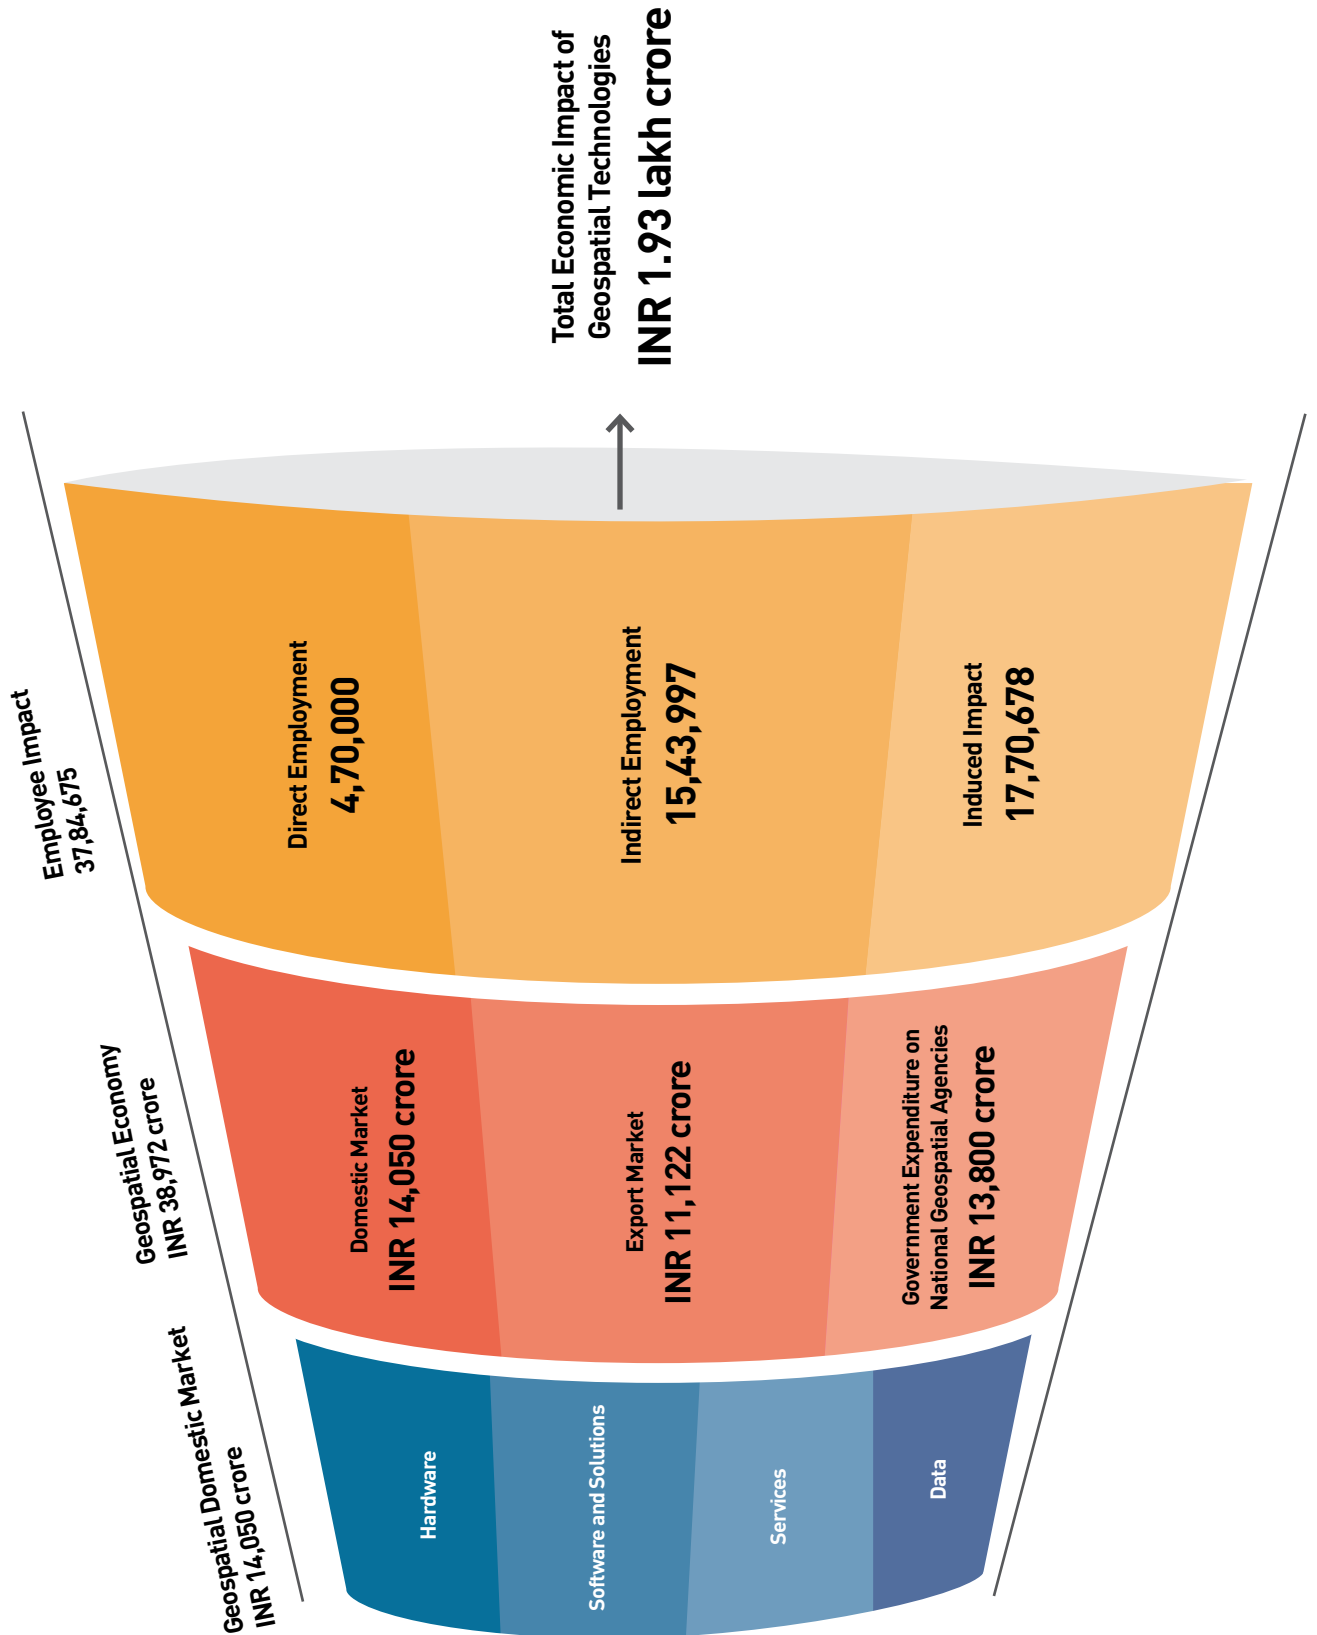 Geospatial Domestic Market
INR 14,050 crore
Geospatial Economy
INR 38,972 crore
Employee Impact
37,84,675
Hardware
Software and Solutions
Services
Data
Domestic Market
INR 14,050 crore
Export Market
INR 11,122 crore
Government Expenditure on
National Geospatial Agencies
INR 13,800 crore
Direct Employment
4,70,000
Indirect Employment
15,43,997
Induced Impact
17,70,678
Total Economic Impact of
Geospatial Technologies
INR 1.93 lakh crore